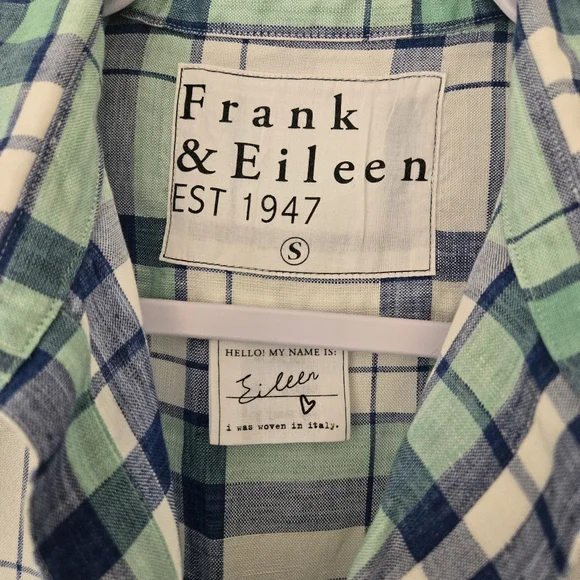 Frank
& Eileen
EST 1947
S
HELLO! MY NAME IS:
Eileen
i was woven in italy.